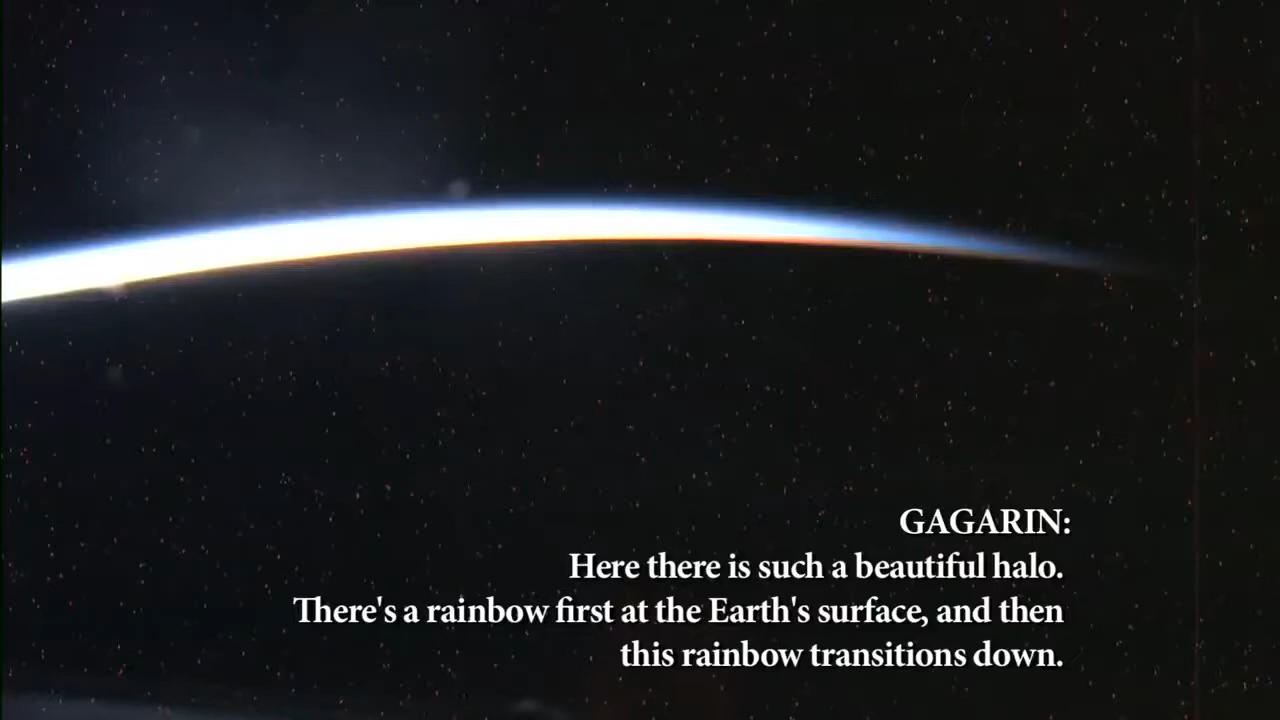 GAGARIN:
Here there is such a beautiful halo.
There's a rainbow first at the Earth's surface, and then
this rainbow transitions down.